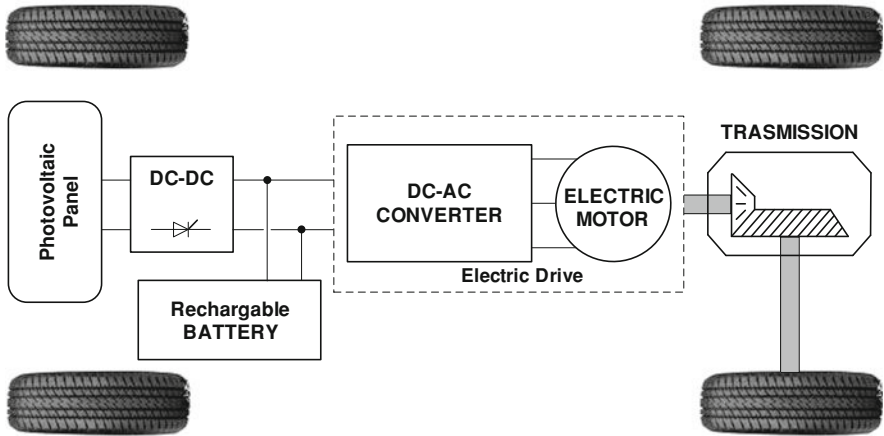 Photovoltaic
Panel
DC-DC
DC-AC
CONVERTER
ELECTRIC
MOTOR
Electric Drive
TRASMISSION
Rechargable
BATTERY